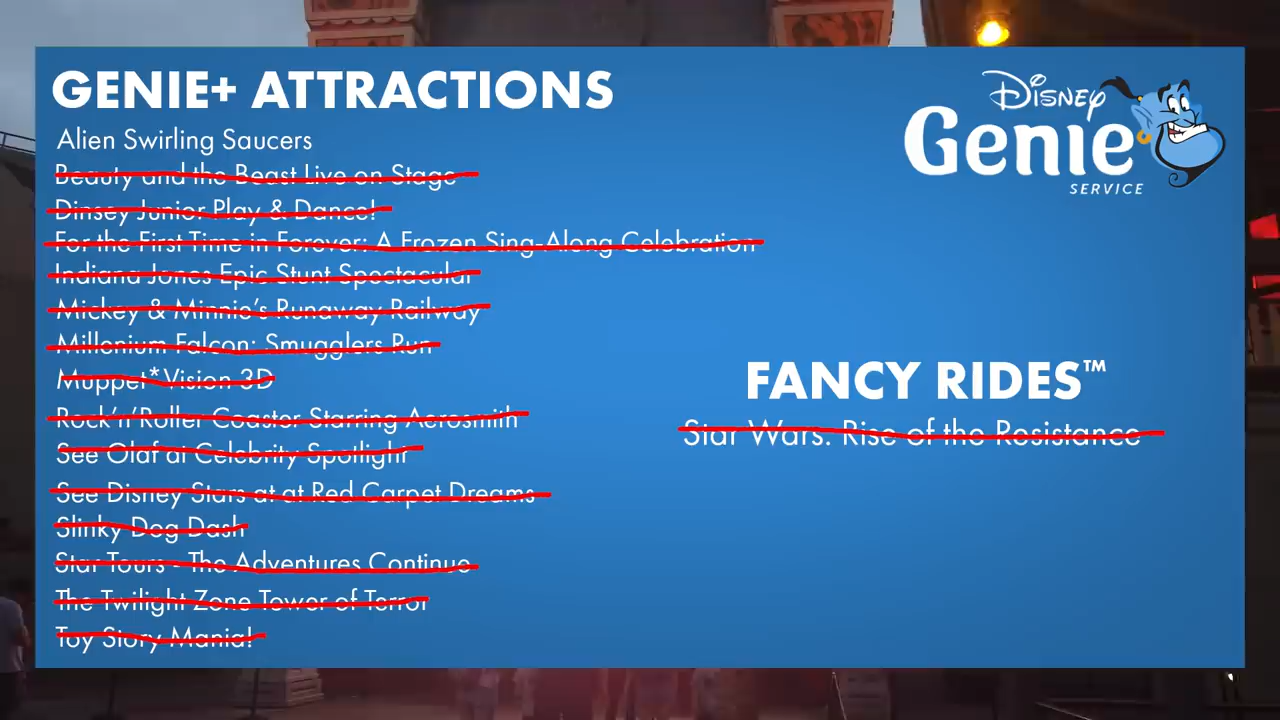 GENIE+ ATTRACTIONS
Disney
Genie
SERVICE
Alien Swirling Saucers
Beauty and the Beast Live on Stage
Dinsey Junior Play & Dance!
For the First Time in Forever: A Frozen Sing-Along Celebration
Indiana Jones Epic Stunt Spectacular
Mickey & Minnie's Runaway Railway
Millenium Falcon: Smugglers Run
Muppet*Vision 3D
Rock'n'Roller Coaster Starring Aerosmith
See Olaf at Celebrity Spotlight
See Disney Stars at at Red Carpet Dreams
Slinky Dog Dash
Star Tours - The Adventures Continue
The Twilight Zone Tower of Terror
Toy Story Mania!
FANCY RIDES™
Star Wars: Rise of the Resistance